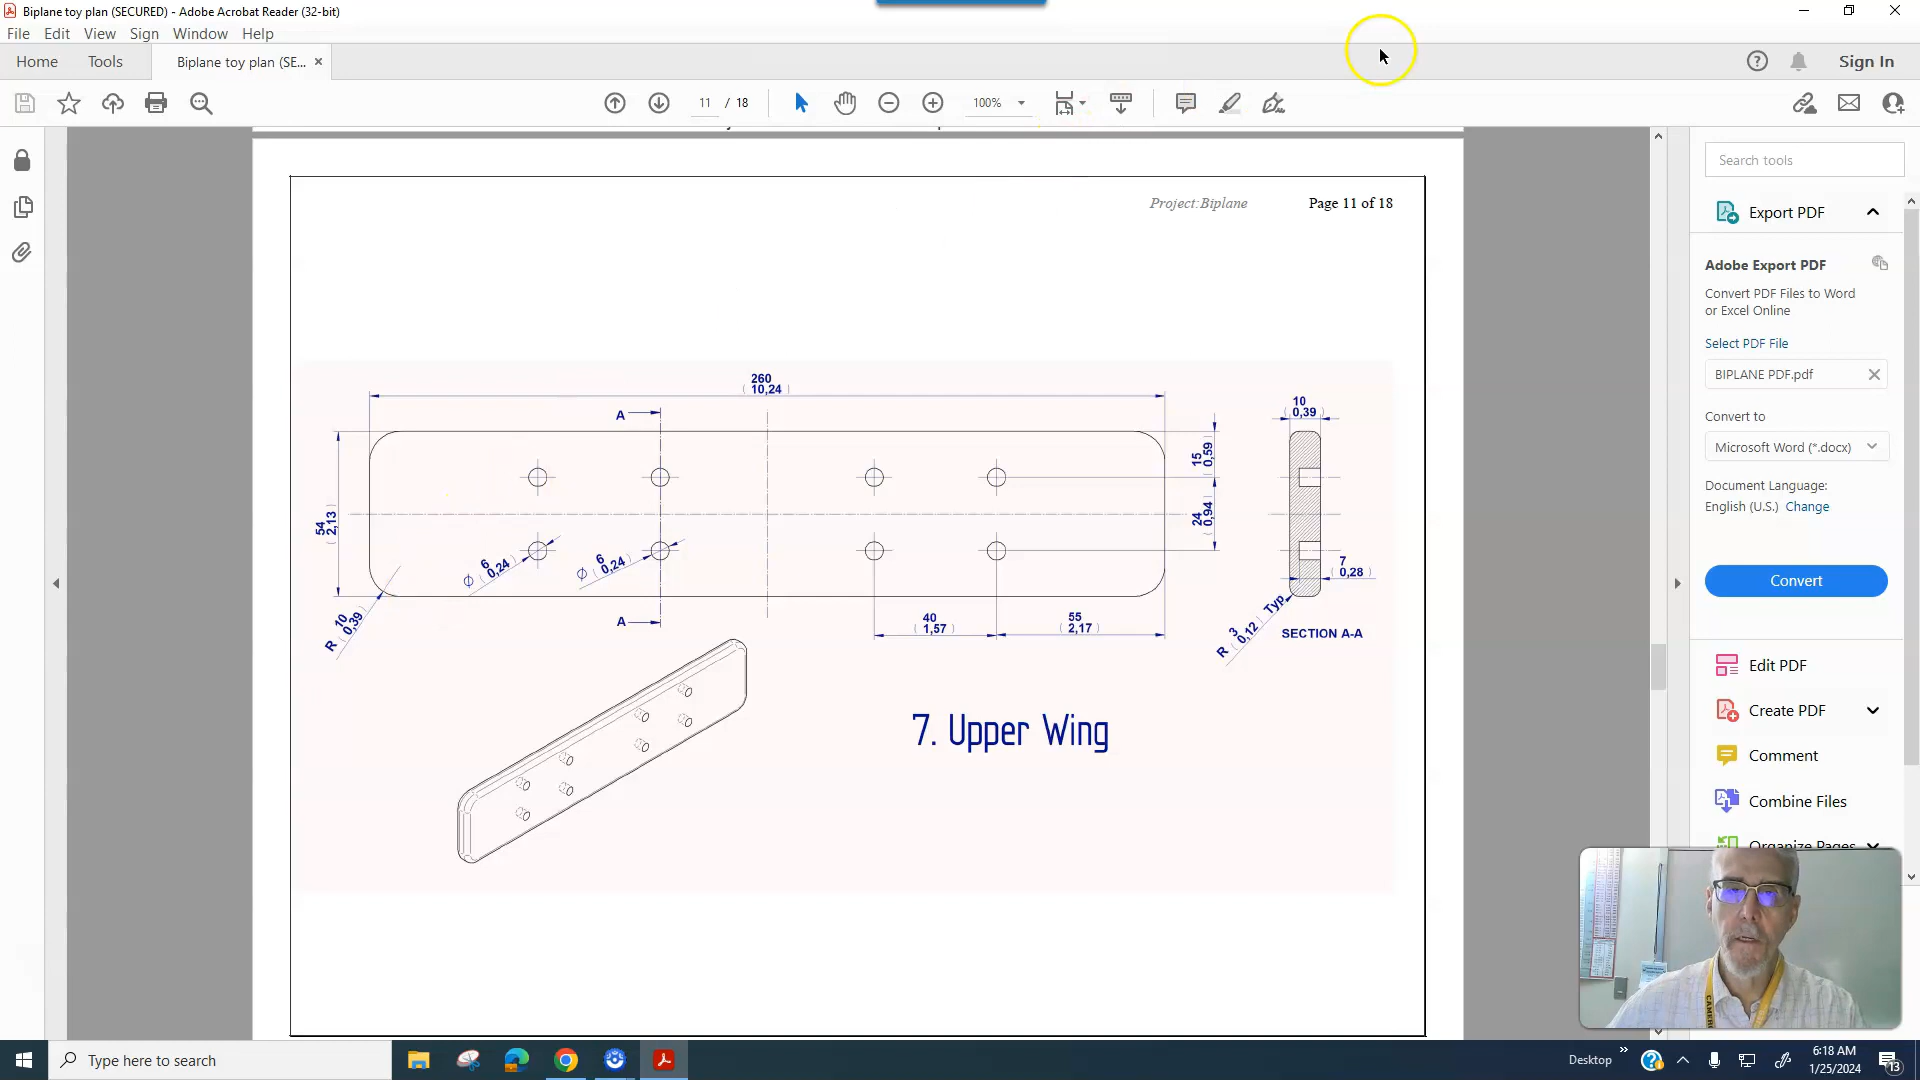 Biplane toy plan (SECURED) - Adobe Acrobat Reader (32-bit)
File Edit View Sign Window Help
Home Tools Biplane toy plan (SE... Sign In
11 / 18 100%
Search tools
Project:Biplane Page 11 of 18
Export PDF
Adobe Export PDF
Convert PDF Files to Word
or Excel Online
Select PDF File
BIPLANE PDF.pdf
Convert to
Microsoft Word (*.docx)
Document Language:
English (U.S.) Change
Convert
Edit PDF
Create PDF
Comment
Combine Files
Organize Pages
260
( 10,24 )
A
10
( 0,39 )
15
0,59
54
( 2,13 )
24
0,94
Ø 6
( 0,24 )
Ø 6
( 0,24 )
7
( 0,28 )
R 10
( 0,39 )
A
40
( 1,57 )
55
( 2,17 )
R 3
( 0,12 ) Typ
SECTION A-A
7. Upper Wing
Type here to search
Desktop
6:18 AM
1/25/2024
13